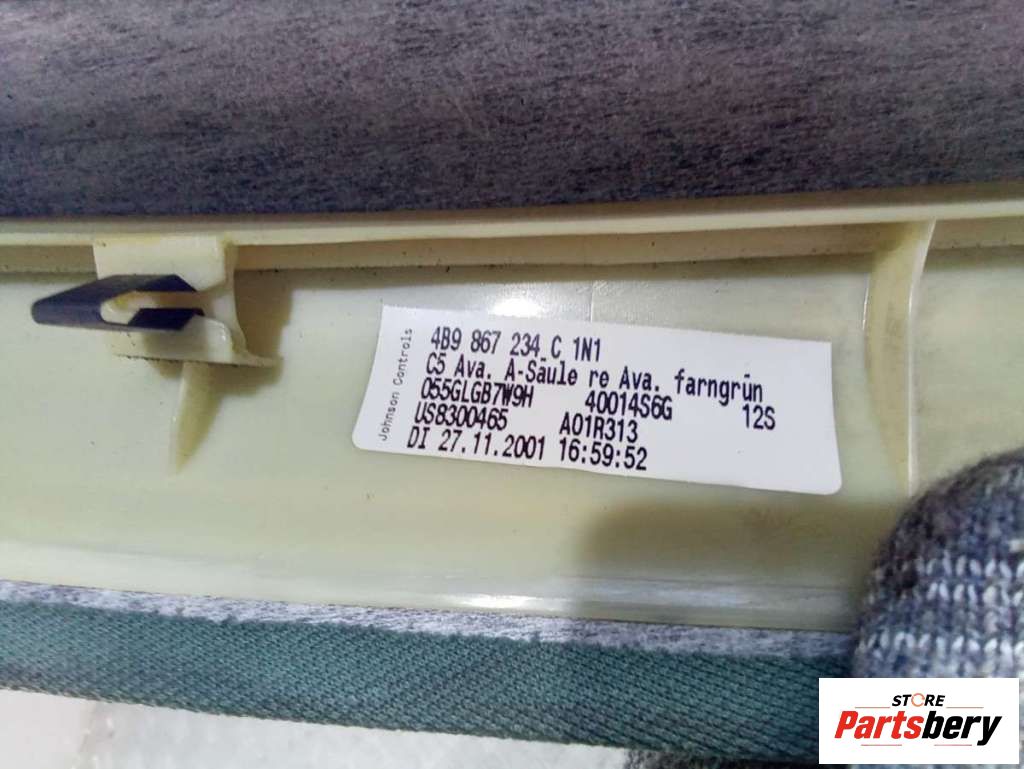 Johnson Controls
4B9 867 234_C 1N1
C5 Ava. A-Säule re Ava. farngrün
055GLGB7W9H 40014S6G 12S
US8300465 A01R313
DI 27.11.2001 16:59:52
STORE
Partsbery